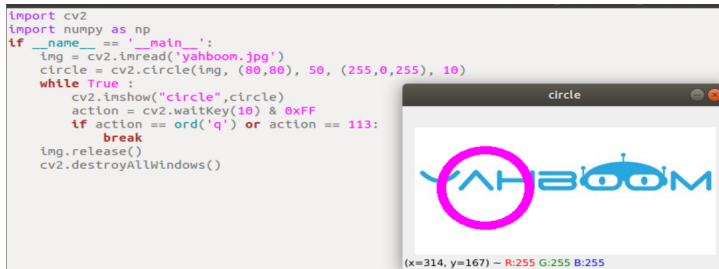 import cv2
import numpy as np
if __name__ == '__main__':
    img = cv2.imread('yahboom.jpg')
    circle = cv2.circle(img, (80,80), 50, (255,0,255), 10)
    while True :
        cv2.imshow("circle",circle)
        action = cv2.waitKey(10) & 0xFF
        if action == ord('q') or action == 113:
            break
    img.release()
    cv2.destroyAllWindows()
circle
YAHBOOM
(x=314, y=167) ~ R:255 G:255 B:255